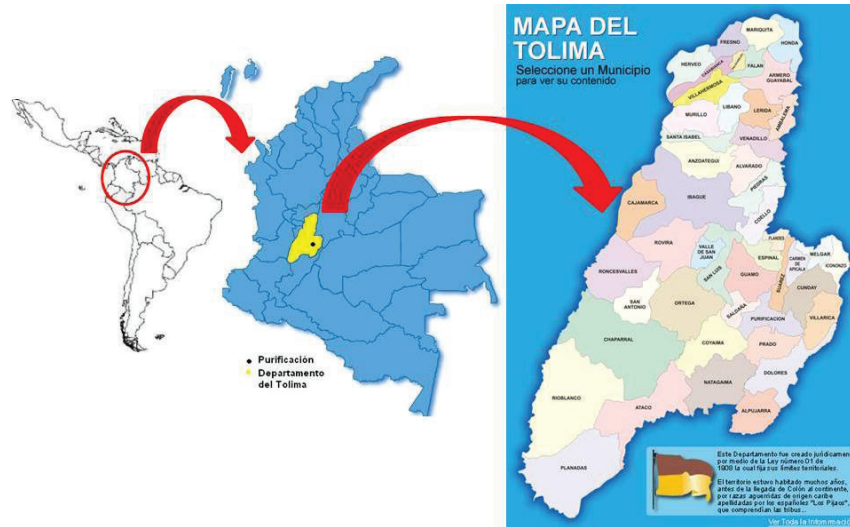 MAPA DEL
TOLIMA
Seleccione un Municipio
para ver su contenido
MARIQUITA
FRESNO
HONDA
HERVEO
CASABIANCA
FALAN
ARMERO
GUAYABAL
VILLAHERMOSA
MURILLO
LIBANO
LERIDA
AMBALEMA
SANTA ISABEL
VENADILLO
ANZOATEGUI
ALVARADO
PIEDRAS
CAJAMARCA
IBAGUE
COELLO
ROVIRA
VALLE
DE SAN
JUAN
FLANDES
ESPINAL
CARMEN
DE
APICALA
MELGAR
ICONONZO
RONCESVALLES
SAN LUIS
GUAMO
SUAREZ
CUNDAY
SAN
ANTONIO
ORTEGA
SALDAÑA
PURIFICACION
VILLARICA
CHAPARRAL
COYAIMA
PRADO
DOLORES
RIOBLANCO
NATAGAIMA
ATACO
ALPUJARRA
PLANADAS
Purificación
Departamento
del Tolima
Este Departamento fue creado jurídicamen
por medio de la Ley número 01 de
1908 la cual fija sus límites territoriales.
El territorio estuvo habitado muchos años,
antes de la llegada de Colón al continente,
por razas aguerridas de origen caribe
apellidadas por los españoles "Los Pijaos",
que comprendían las tribus...
Ver Toda la Informació